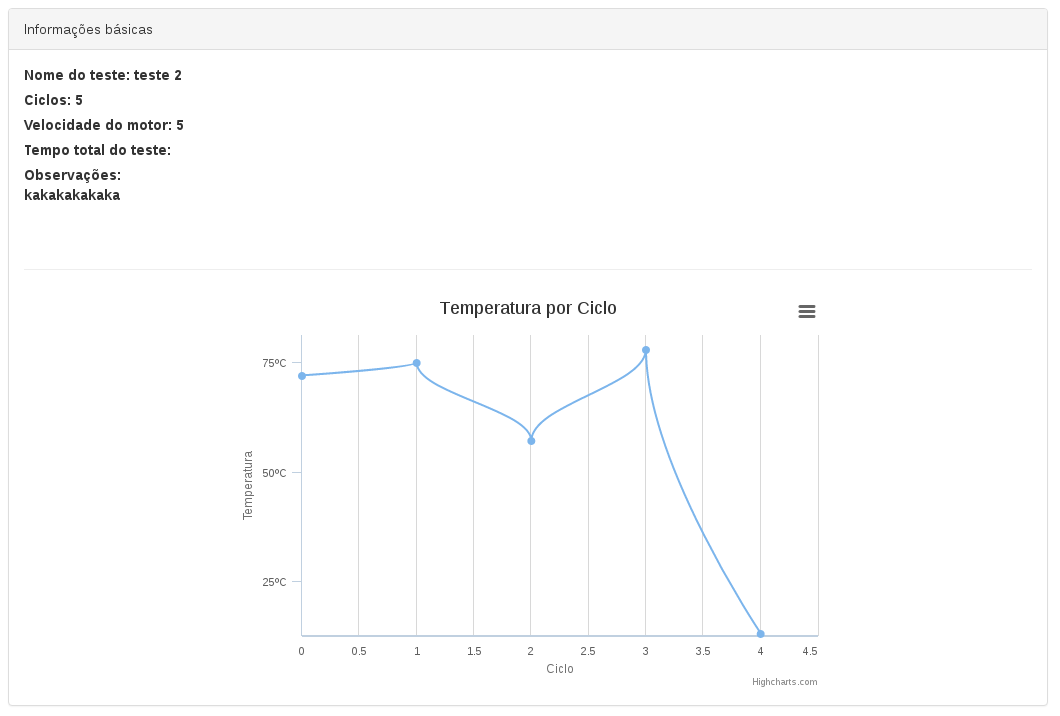 Informações básicas
Nome do teste: teste 2
Ciclos: 5
Velocidade do motor: 5
Tempo total do teste:
Observações:
kakakakakaka
Temperatura por Ciclo
75ºC
50ºC
25ºC
Temperatura
0 0.5 1 1.5 2 2.5 3 3.5 4 4.5
Ciclo
Highcharts.com